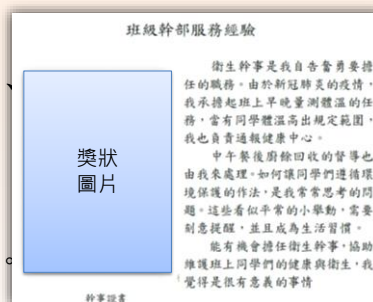 班級幹部服務經驗
獎狀
圖片
幹事證書
衛生幹事是我自告奮勇要擔
任的職務。由於新冠肺炎的疫情，
我承擔起班上早晚量測體溫的任
務，當有同學體溫高出規定範圍，
我也負責通報健康中心。
中午餐後廚餘回收的督導也
由我來處理。如何讓同學們遵循環
境保護的作法，是我常常思考的問
題。這些看似平常的小舉動，需要
刻意提醒，並且成為生活習慣。
能有機會擔任衛生幹事，協助
維護班上同學們的健康與衛生，我
覺得是很有意義的事情